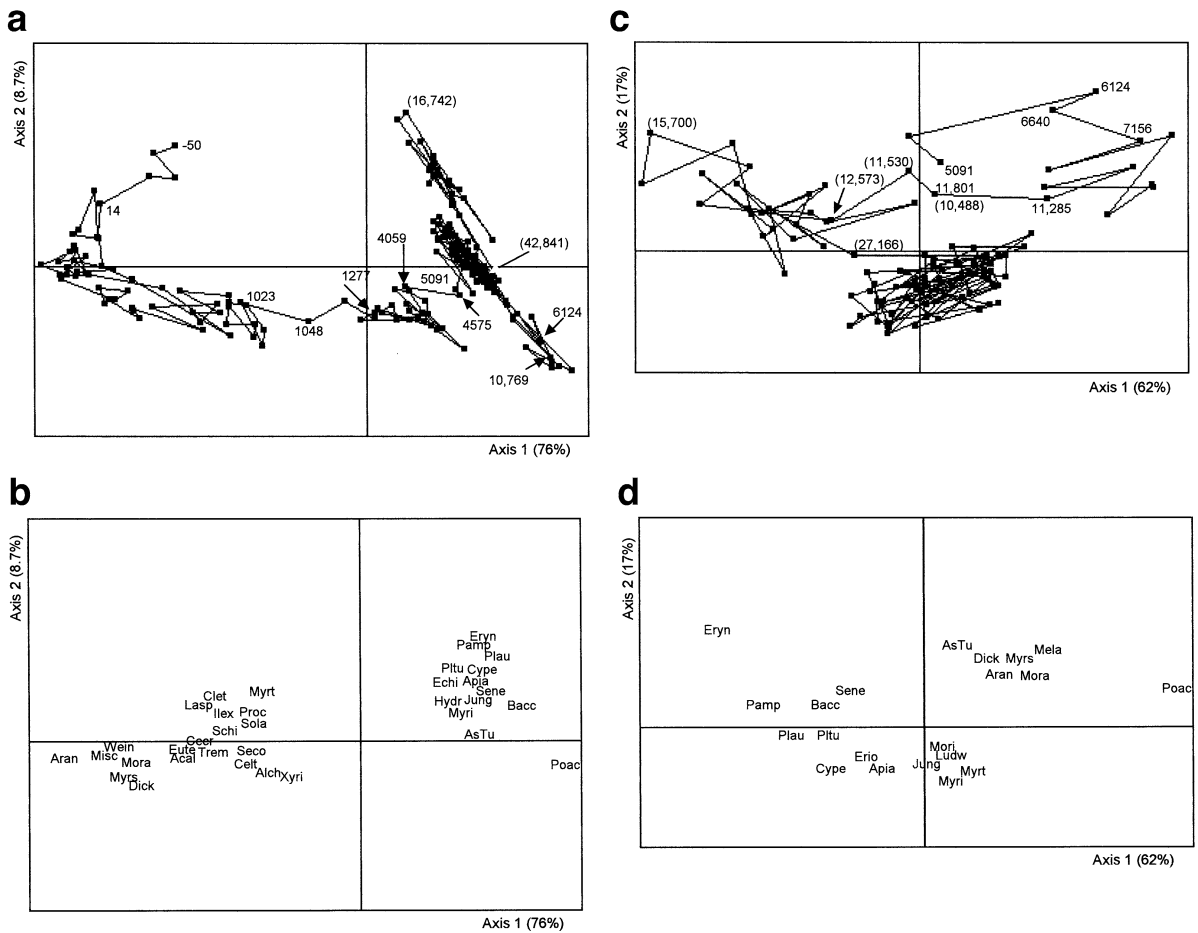 a
Axis 2 (8.7%)
(16,742)
-50
14
4059
(42,841)
1277
5091
1023
1048
4575
6124
10,769
Axis 1 (76%)
c
Axis 2 (17%)
6124
(15,700)
6640
7156
(11,530)
5091
(12,573)
11,801
(10,488)
11,285
(27,166)
Axis 1 (62%)
b
Axis 2 (8.7%)
Eryn
Pamp
Plau
Pltu Cype
Echi Apia
Sene
Clet Myrt
Hydr Jung Bacc
Lasp
Ilex Proc
Myri
Sola
Schi
AsTu
Wein
Eute Trem Seco
Aran Misc Mora
Acal
Celt
Poac
Myrs
Alch Xyri
Dick
Axis 1 (76%)
d
Axis 2 (17%)
Eryn
AsTu
Mela
Dick Myrs
Aran Mora
Sene
Poac
Pamp Bacc
Plau Pltu
Mori
Erio
Ludw
Cype Apia
Jung
Myrt
Myri
Axis 1 (62%)